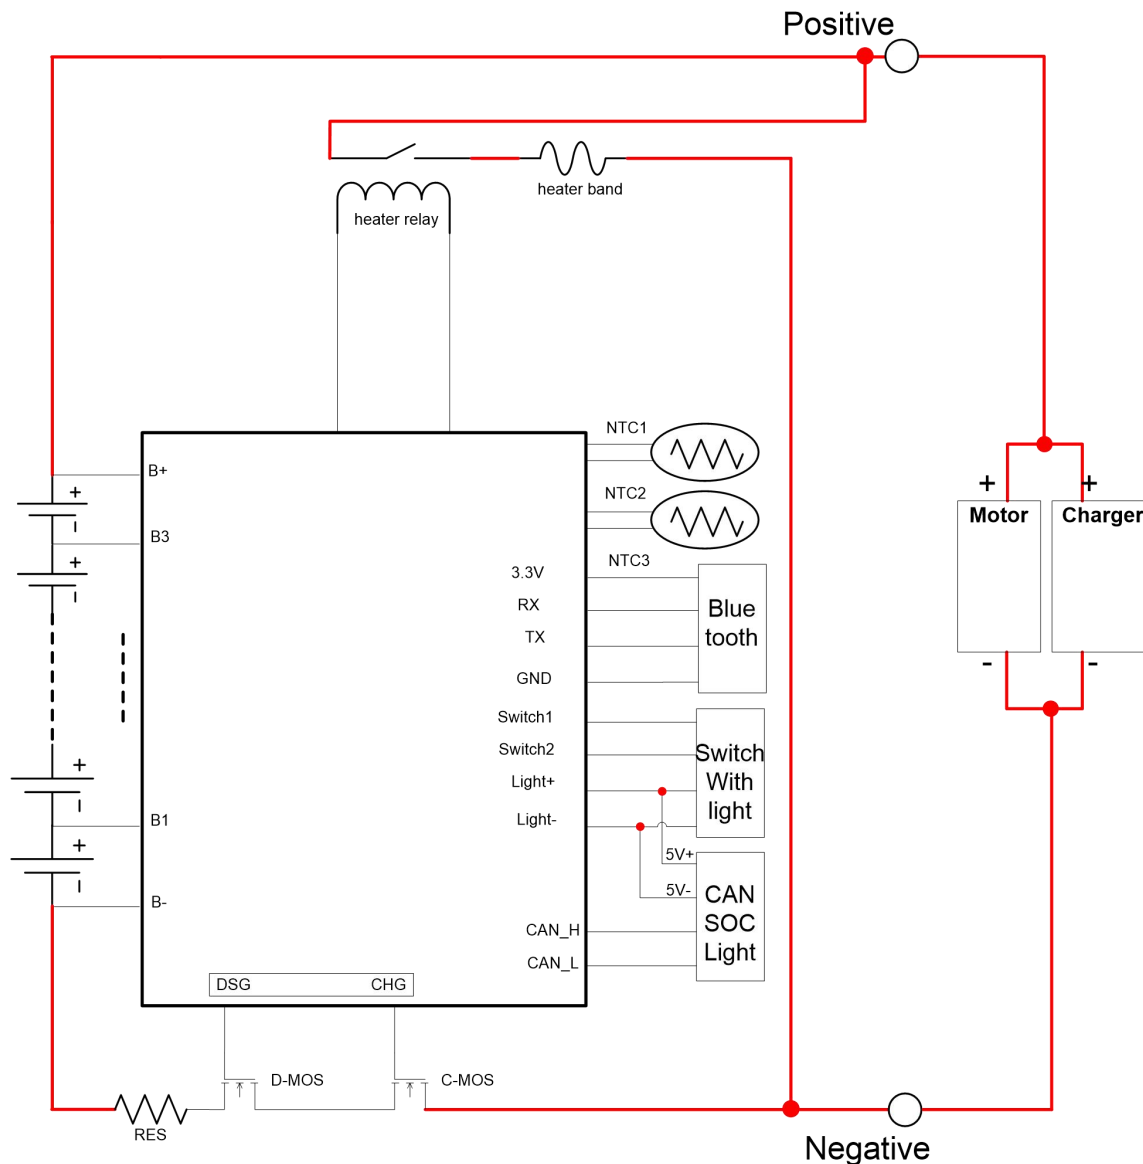 Positive
heater band
heater relay
NTC1
B+
+
-
NTC2
B3
+
-
+
+
Motor
Charger
NTC3
3.3V
RX
Blue
tooth
TX
GND
-
-
Switch1
Switch2
Switch
With
light
Light+
+
-
Light-
B1
+
-
5V+
5V-
CAN
SOC
Light
B-
CAN_H
CAN_L
DSG
CHG
D-MOS
C-MOS
RES
Negative